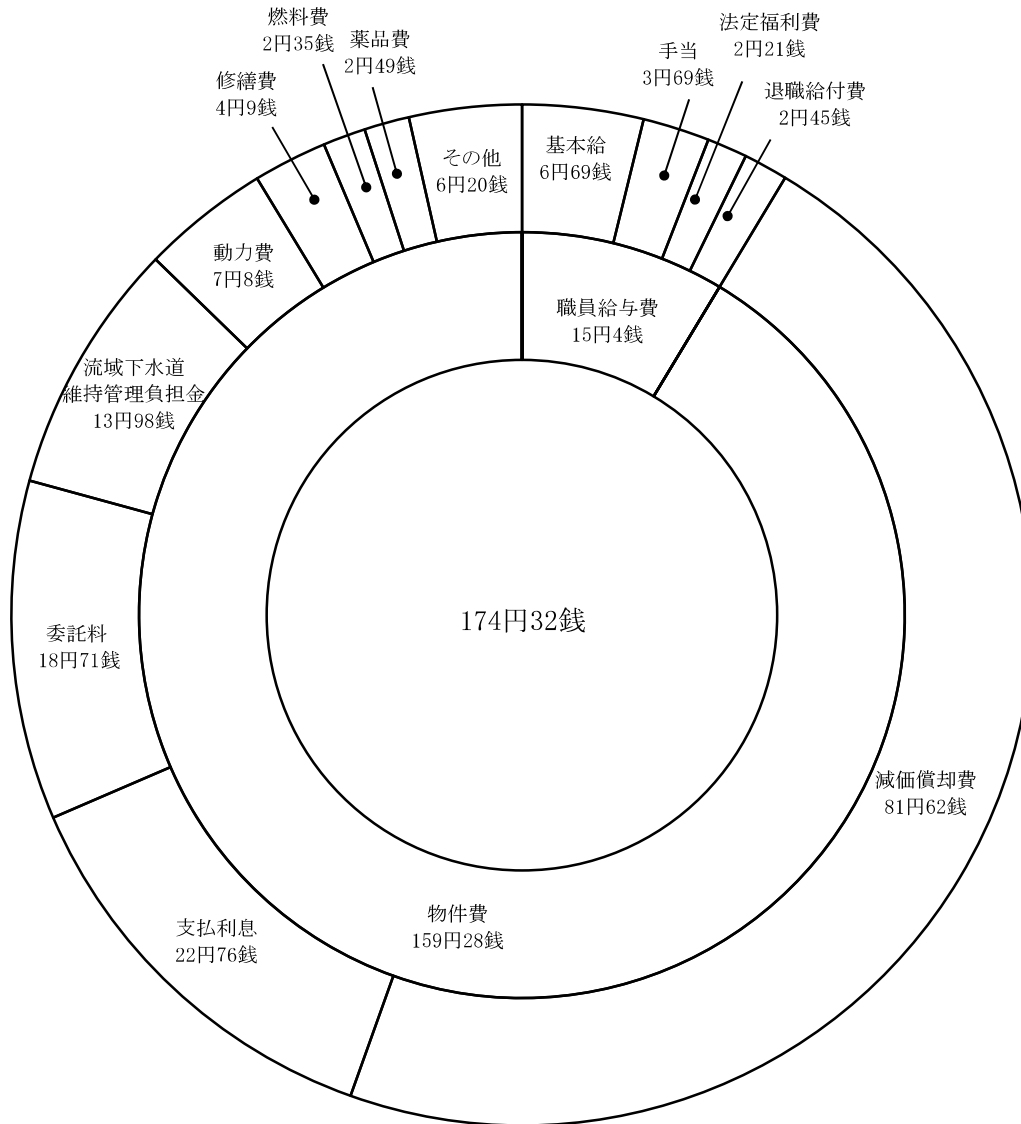 燃料費
2円35銭
薬品費
2円49銭
修繕費
4円9銭
手当
3円69銭
法定福利費
2円21銭
退職給付費
2円45銭
その他
6円20銭
基本給
6円69銭
動力費
7円8銭
職員給与費
15円4銭
流域下水道
維持管理負担金
13円98銭
174円32銭
委託料
18円71銭
減価償却費
81円62銭
物件費
159円28銭
支払利息
22円76銭